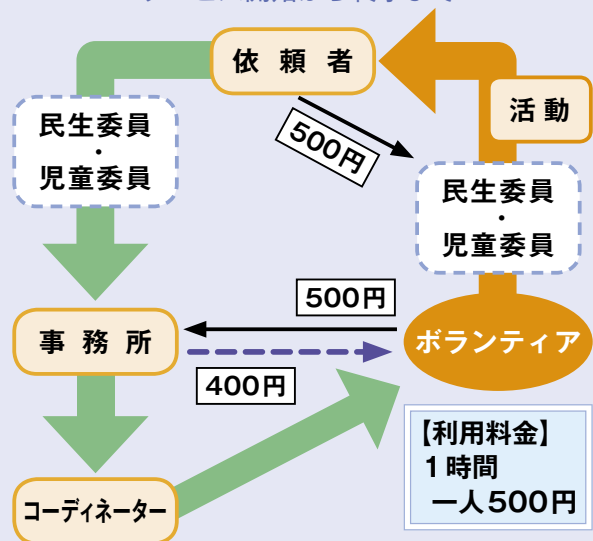 依頼者
活動
500円
民生委員
・
児童委員
民生委員
・
児童委員
500円
事務所
ボランティア
400円
【利用料金】
1時間
一人500円
コーディネーター